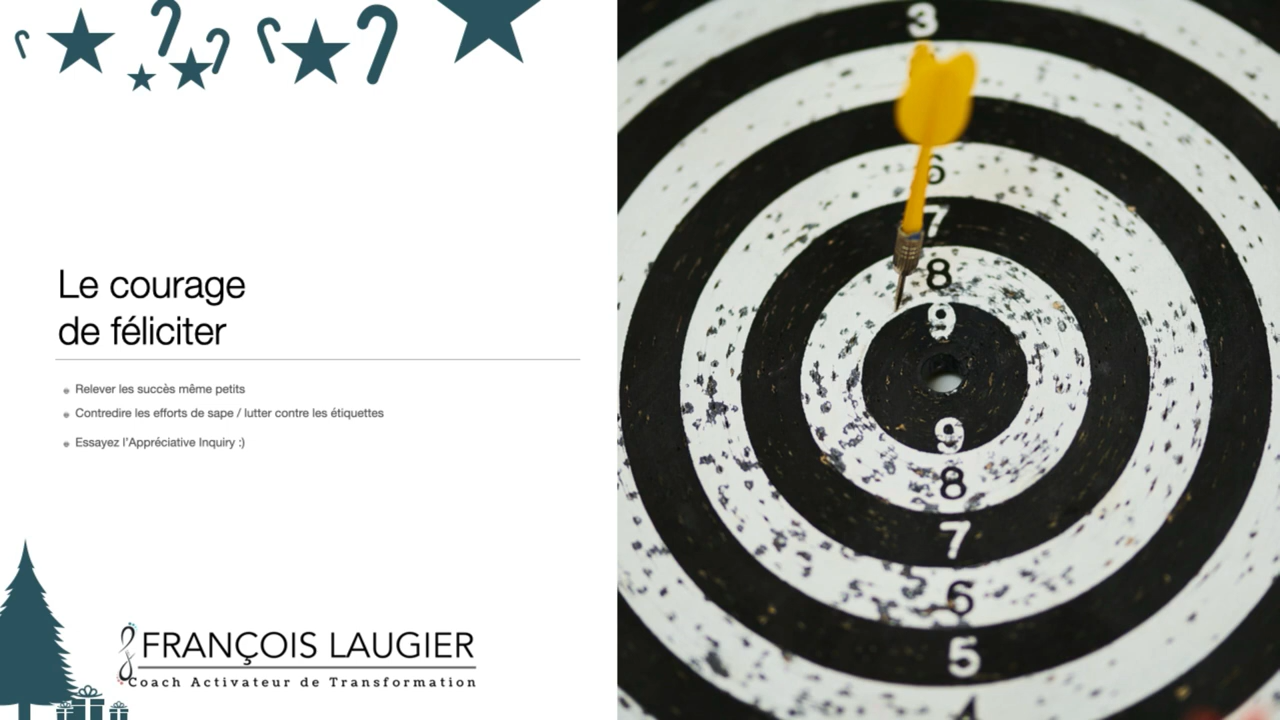 Le courage
de féliciter
Relever les succès même petits
Contredire les efforts de sape / lutter contre les étiquettes
Essayez l'Appréciative Inquiry :)
FRANÇOIS LAUGIER
Coach Activateur de Transformation
3
6
7
8
9
9
8
7
6
5
4